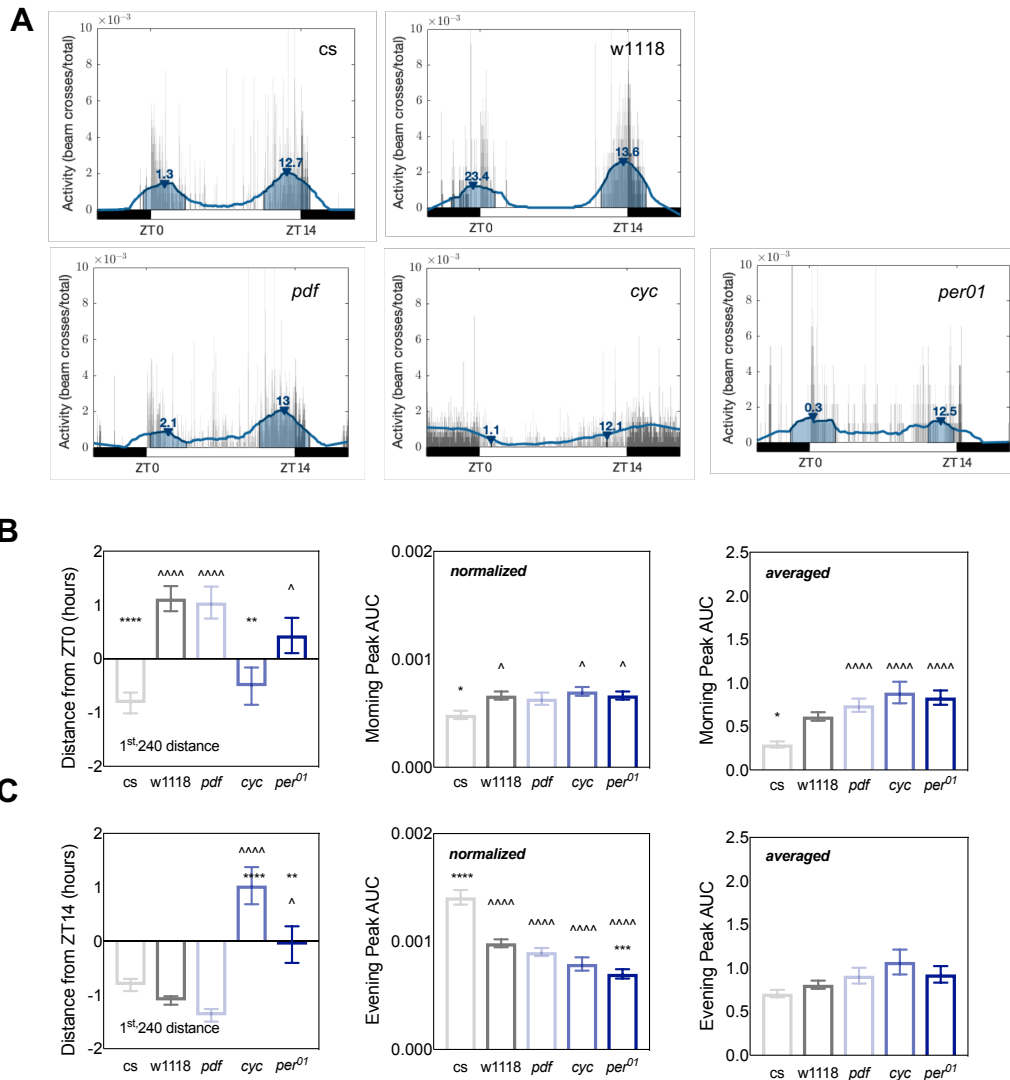 A
×10⁻³
cs
Activity (beam crosses/total)
10
8
6
4
2
0
1.3
12.7
ZT0
ZT14
×10⁻³
w1118
Activity (beam crosses/total)
10
8
6
4
2
0
23.4
13.6
ZT0
ZT14
×10⁻³
pdf
Activity (beam crosses/total)
10
8
6
4
2
0
2.1
13
ZT0
ZT14
×10⁻³
cyc
Activity (beam crosses/total)
10
8
6
4
2
0
1.1
12.1
ZT0
ZT14
×10⁻³
per01
Activity (beam crosses/total)
10
8
6
4
2
0
0.3
12.5
ZT0
ZT14
B
Distance from ZT0 (hours)
2
1
0
-1
-2
**** ^^^^ ^^^^ ** ^
1st,240 distance
cs w1118 pdf cyc per01
Morning Peak AUC
0.002
0.001
0.000
normalized
* ^ ^ ^
cs w1118 pdf cyc per01
Morning Peak AUC
2.5
2.0
1.5
1.0
0.5
0.0
averaged
* ^^^^ ^^^^ ^^^^
cs w1118 pdf cyc per01
C
Distance from ZT14 (hours)
2
1
0
-1
-2
^^^^
**** **
^
1st,240 distance
cs w1118 pdf cyc per01
Evening Peak AUC
0.002
0.001
0.000
normalized
**** ^^^^ ^^^^ ^^^^ ^^^^
***
cs w1118 pdf cyc per01
Evening Peak AUC
2.5
2.0
1.5
1.0
0.5
0.0
averaged
cs w1118 pdf cyc per01